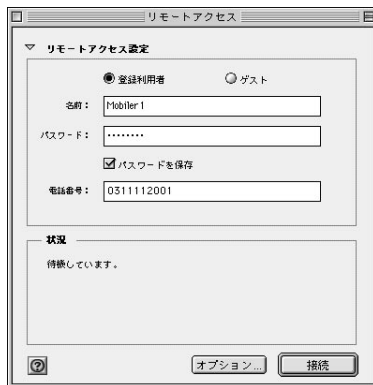 リモートアクセス
リモートアクセス設定
登録利用者 ゲスト
名前： Mobiler 1
パスワード： ••••••••
パスワードを保存
電話番号： 0311112001
状況
待機しています。
? オプション... 接続